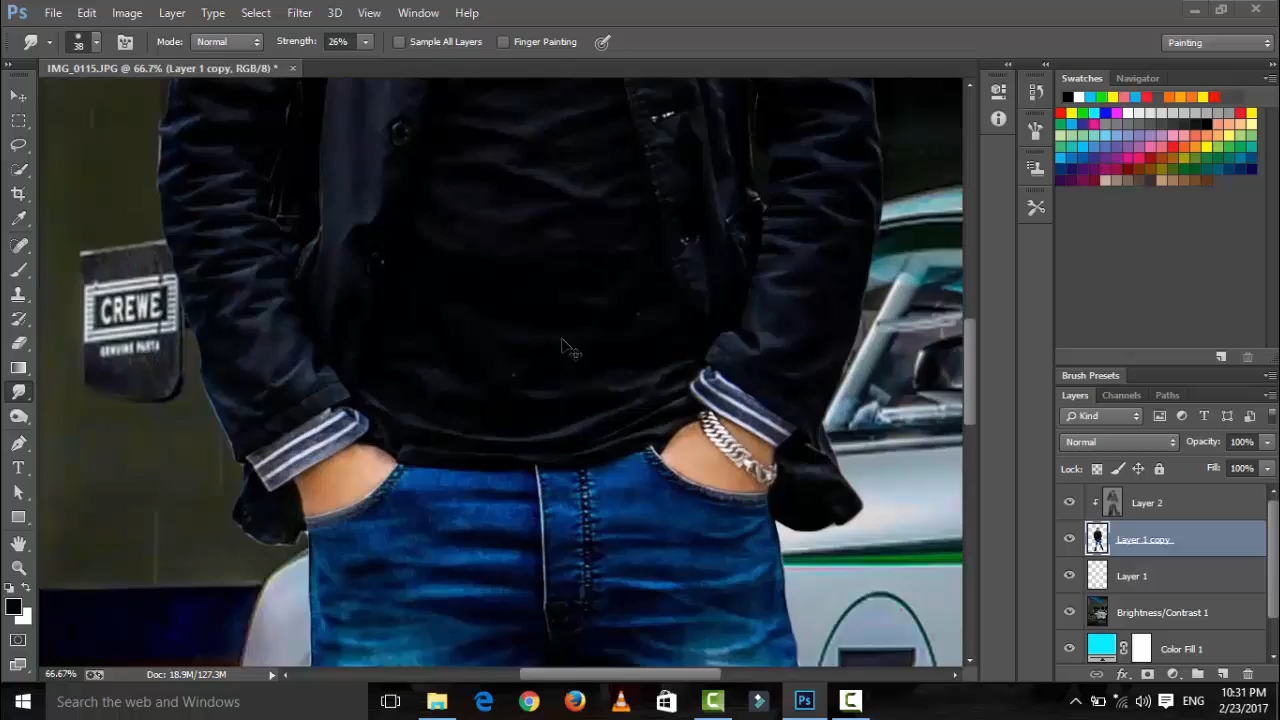 Ps File Edit Image Layer Type Select Filter 3D View Window Help
38 Mode: Normal Strength: 26% Sample All Layers Finger Painting Painting
IMG_0115.JPG @ 66.7% (Layer 1 copy, RGB/8) * ×
Swatches Navigator
CREWE
GENUINE PARTS
Brush Presets
Layers Channels Paths
Kind
Normal Opacity: 100%
Lock: Fill: 100%
Layer 2
Layer 1 copy
Layer 1
Brightness/Contrast 1
Color Fill 1
T
66.67% Doc: 18.9M/127.3M
Search the web and Windows
ENG
10:31 PM
2/23/2017